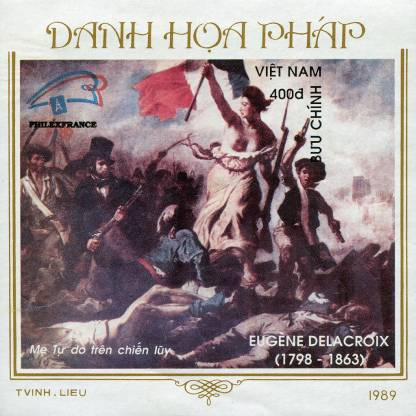 DANH HỌA PHÁP
VIỆT NAM
400đ
BƯU CHÍNH
PHILEXFRANCE
Mẹ Tự do trên chiến lũy
EUGÈNE DELACROIX
(1798 - 1863)
TVINH.LIEU
1989